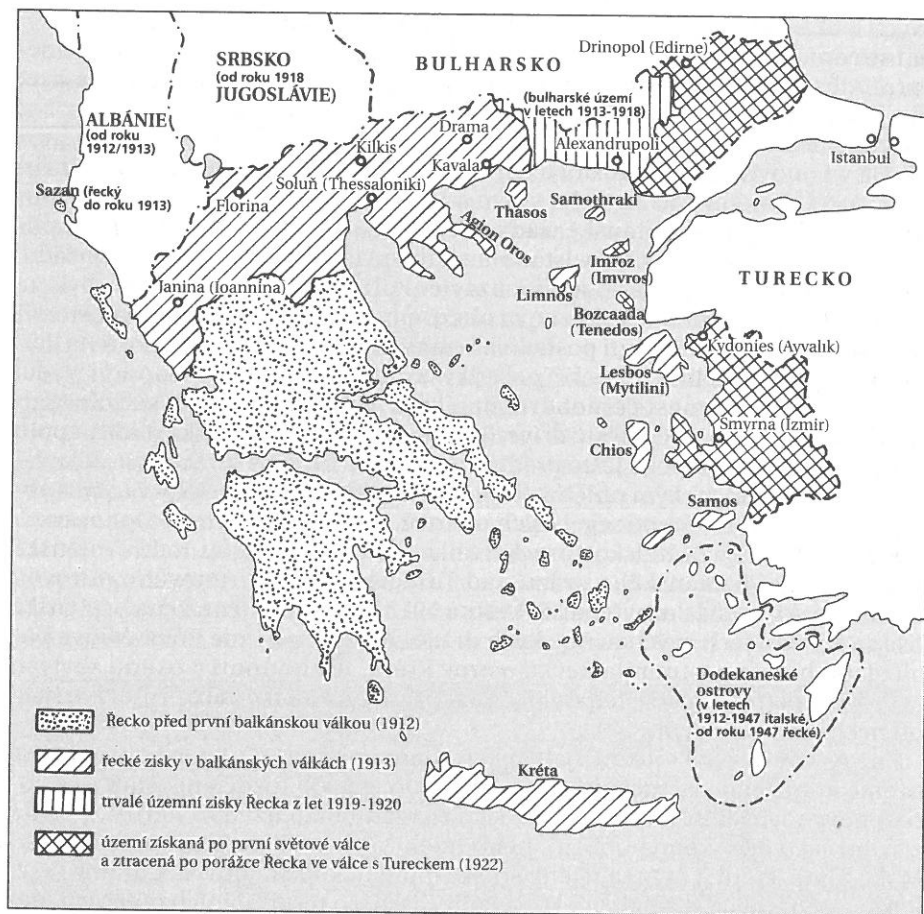 Drinopol (Edirne)
SRBSKO
(od roku 1918
JUGOSLÁVIE)
BULHARSKO
(bulharské území
v letech 1913-1918)
ALBÁNIE
(od roku
1912/1913)
Drama
Kilkis
Kavala
Alexandrupoli
Istanbul
Sazan (řecký
do roku 1913)
Florina
Soluň (Thessaloniki)
Thasos
Samothraki
Agion Oros
Imroz
(Imvros)
TURECKO
Janina (Ioannina)
Limnos
Bozcaada
(Tenedos)
Kydonies (Ayvalık)
Lesbos
(Mytilini)
Smyrna (İzmir)
Chios
Samos
Dodekaneské
ostrovy
(v letech
1912-1947 italské,
od roku 1947 řecké)
Kréta
Řecko před první balkánskou válkou (1912)
řecké zisky v balkánských válkách (1913)
trvalé územní zisky Řecka z let 1919-1920
území získaná po první světové válce
a ztracená po porážce Řecka ve válce s Tureckem (1922)